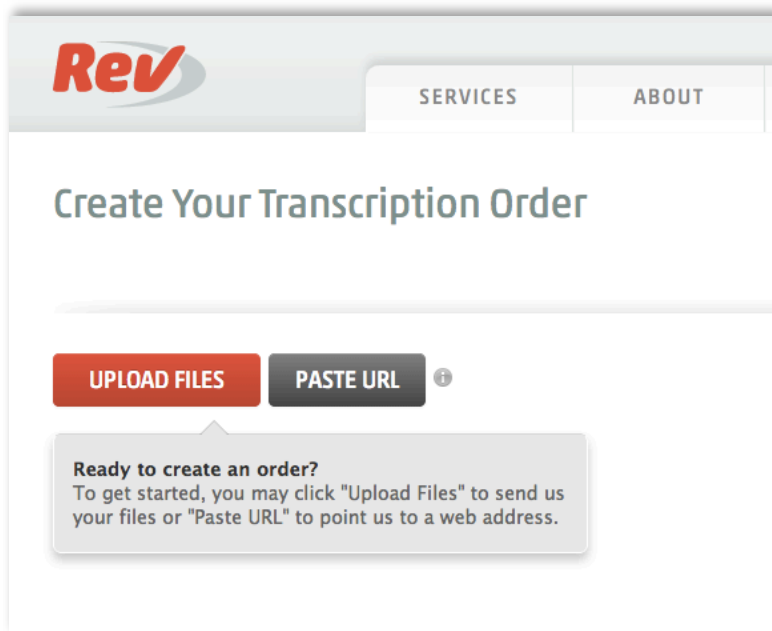 Rev
SERVICES
ABOUT
Create Your Transcription Order
UPLOAD FILES
PASTE URL
Ready to create an order?
To get started, you may click "Upload Files" to send us
your files or "Paste URL" to point us to a web address.